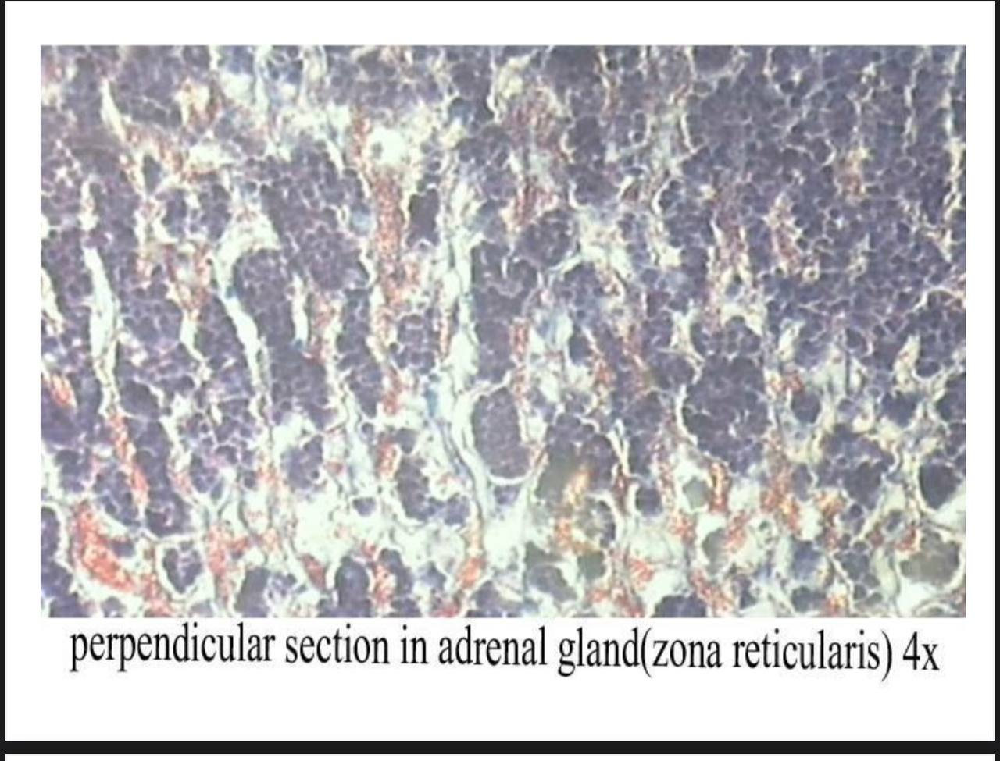 perpendicular section in adrenal gland(zona reticularis) 4x